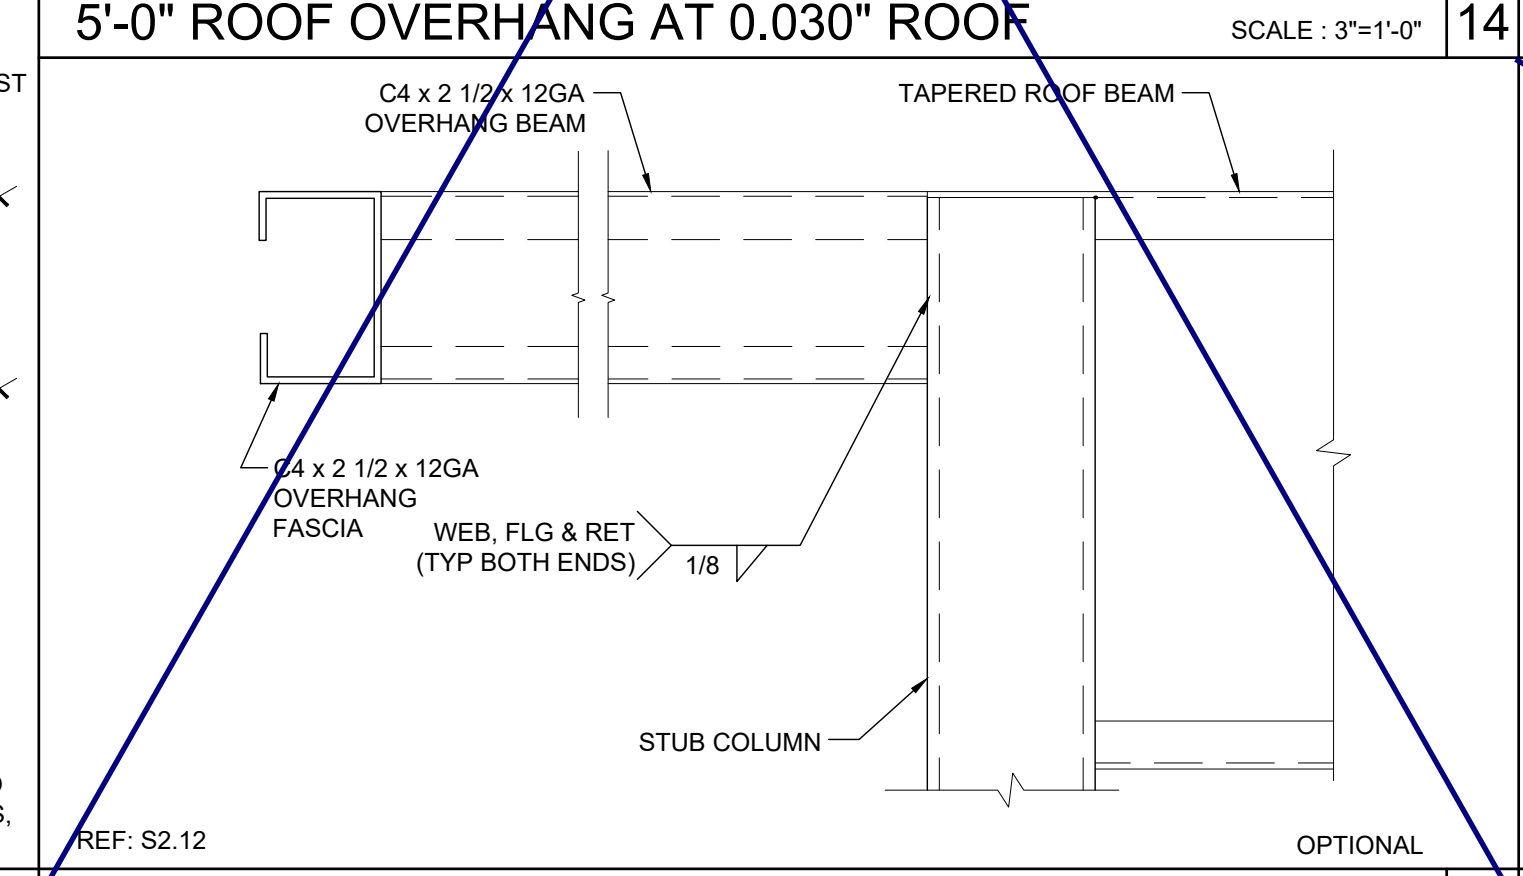 5'-0" ROOF OVERHANG AT 0.030" ROOF
SCALE : 3"=1'-0"
14
ST
C4 x 2 1/2 x 12GA
OVERHANG BEAM
TAPERED ROOF BEAM
C4 x 2 1/2 x 12GA
OVERHANG
FASCIA
WEB, FLG & RET
(TYP BOTH ENDS)
1/8
STUB COLUMN
S,
REF: S2.12
OPTIONAL